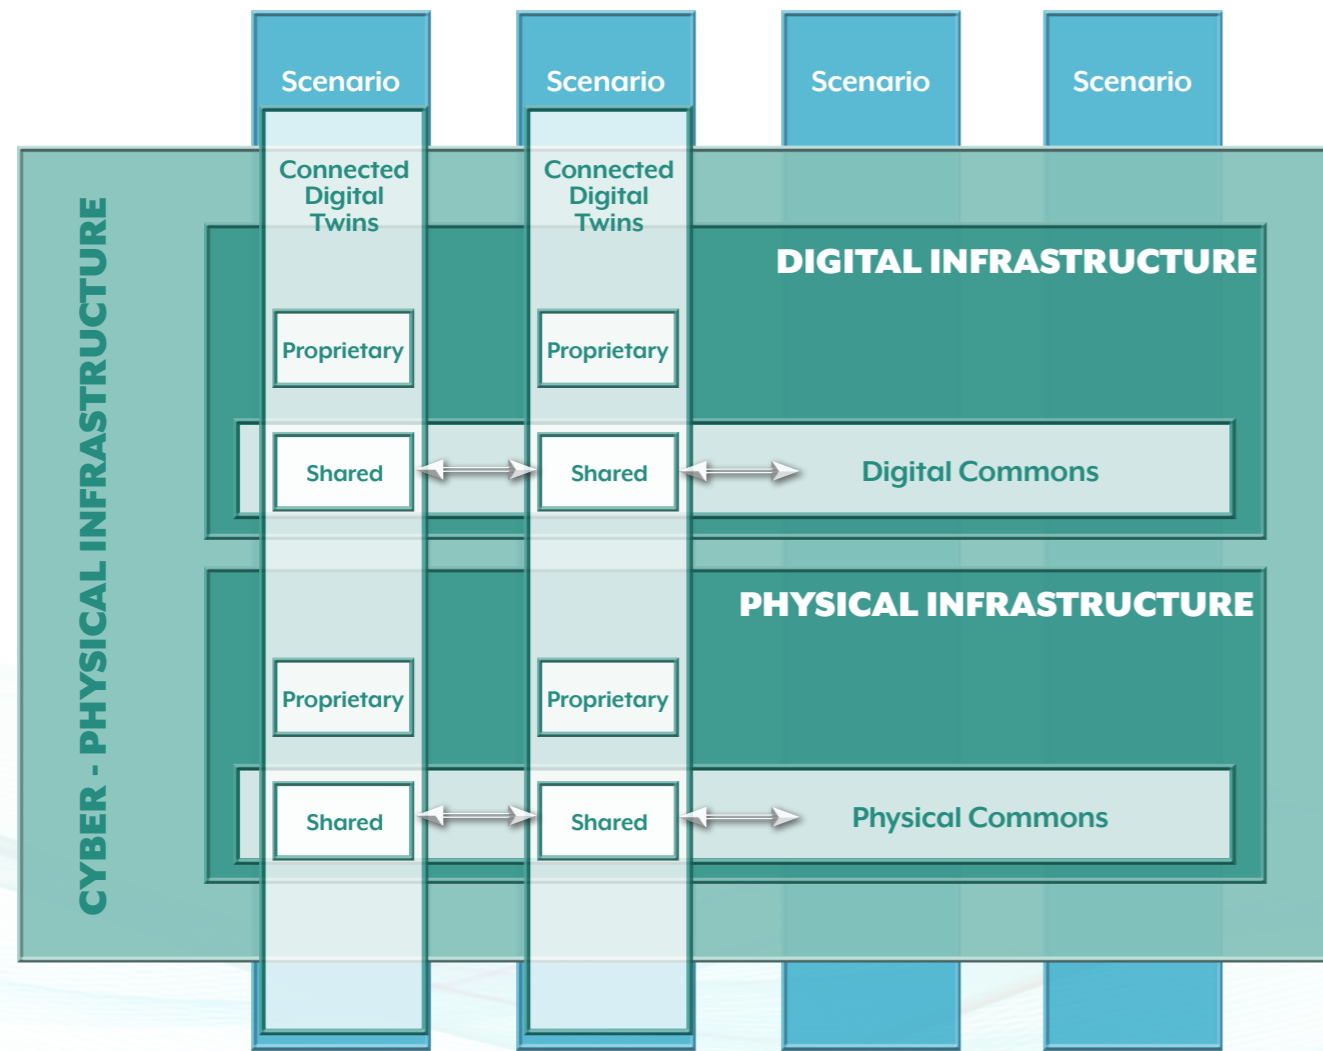 Scenario
Scenario
Scenario
Scenario
Connected
Digital
Twins
Connected
Digital
Twins
CYBER - PHYSICAL INFRASTRUCTURE
DIGITAL INFRASTRUCTURE
Proprietary
Proprietary
Shared
Shared
Digital Commons
PHYSICAL INFRASTRUCTURE
Proprietary
Proprietary
Shared
Shared
Physical Commons